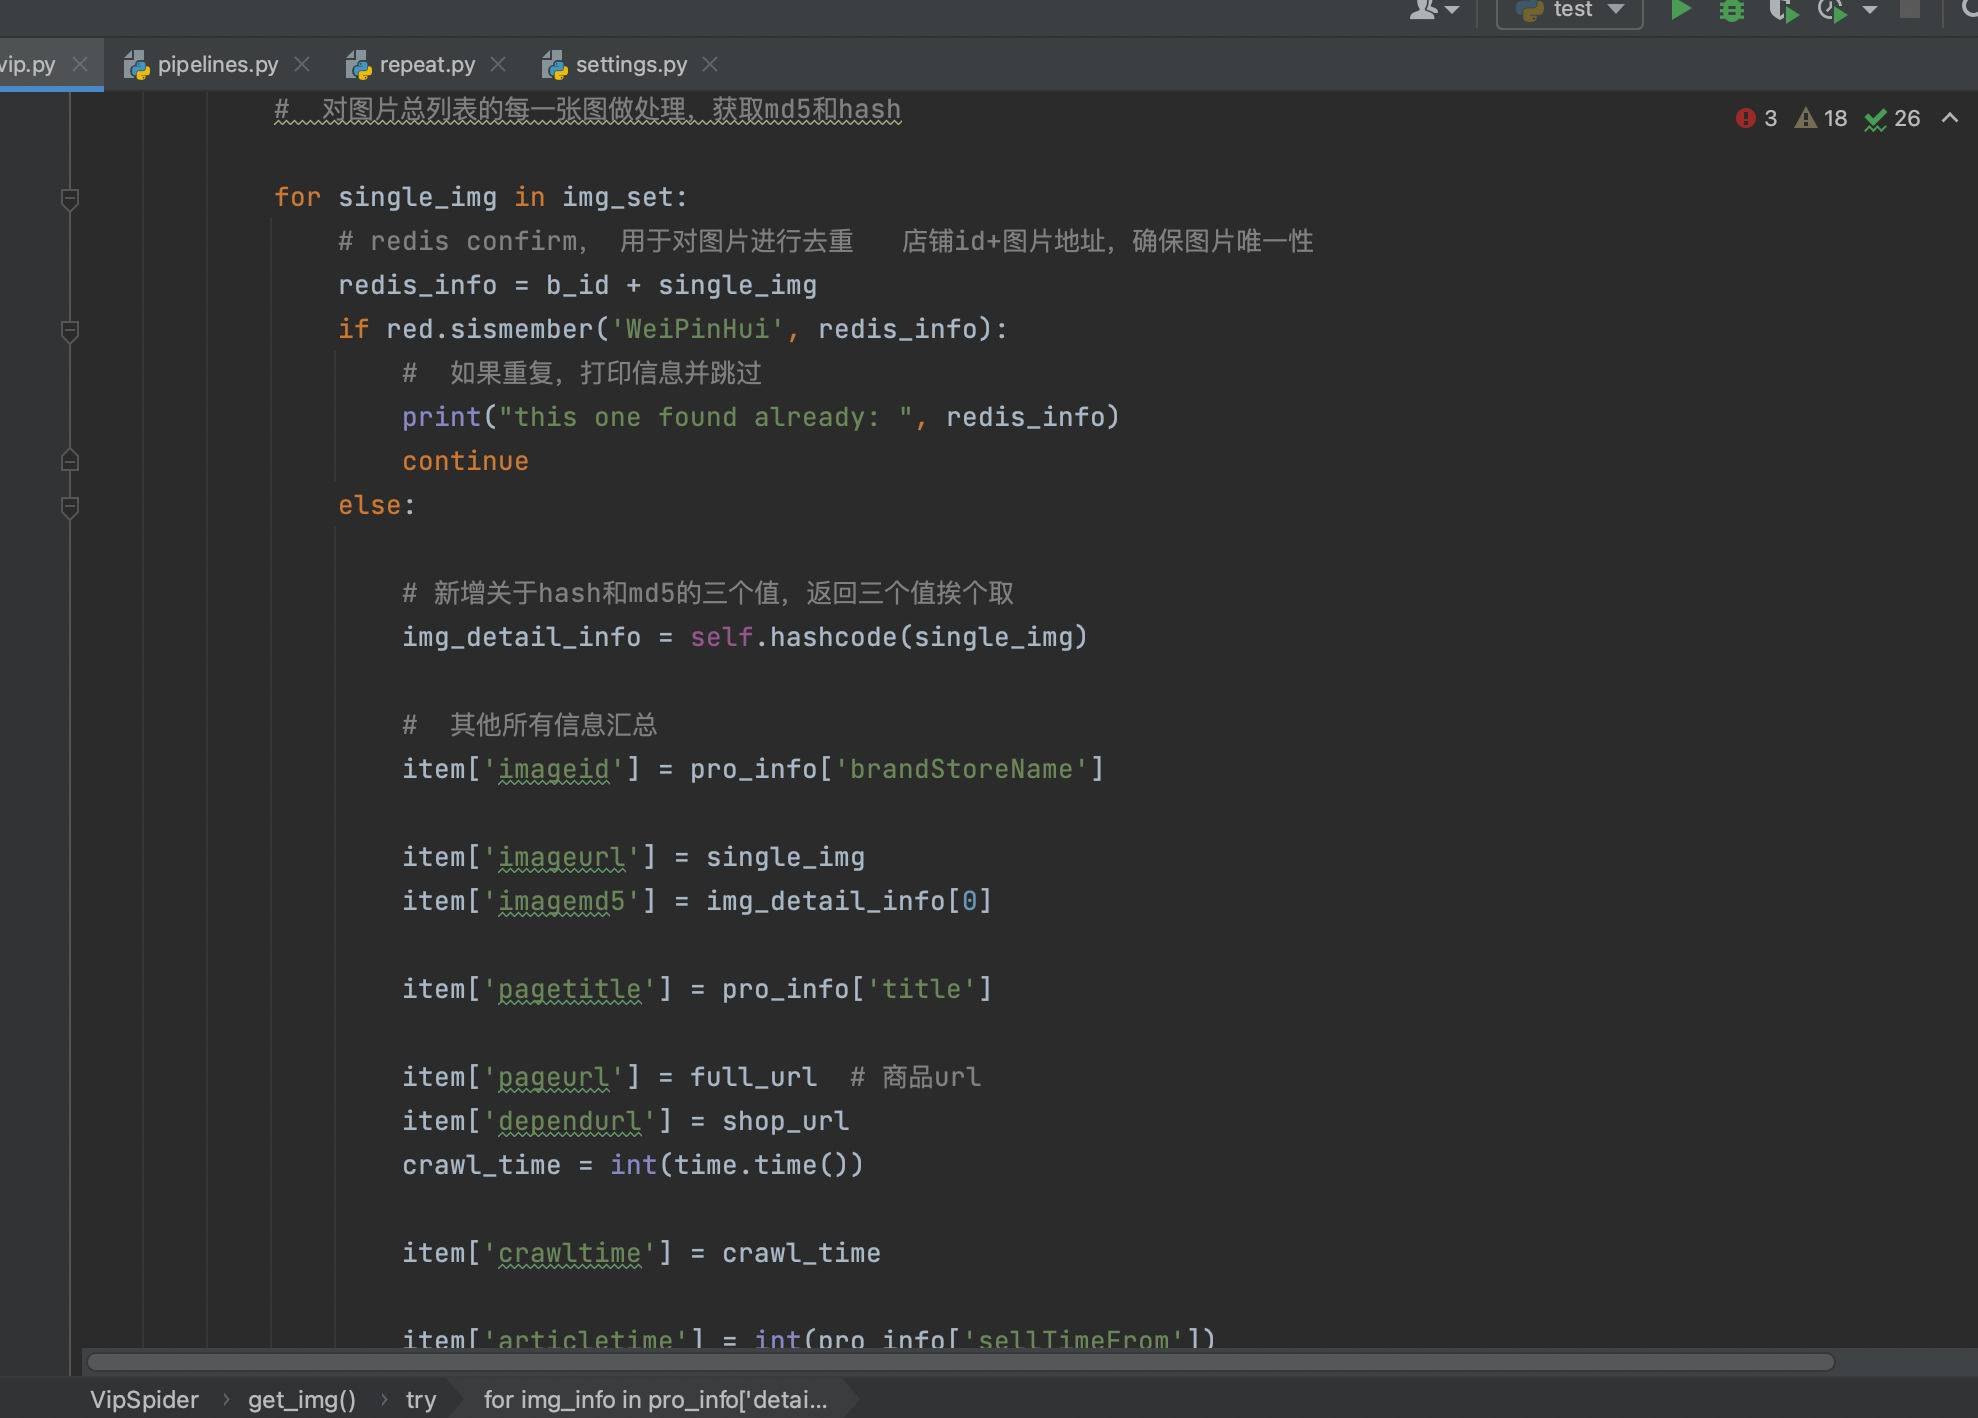 test
vip.py pipelines.py repeat.py settings.py
#  对图片总列表的每一张图做处理，获取md5和hash
3 18 26
for single_img in img_set:
# redis confirm， 用于对图片进行去重   店铺id+图片地址，确保图片唯一性
redis_info = b_id + single_img
if red.sismember('WeiPinHui', redis_info):
#  如果重复，打印信息并跳过
print("this one found already: ", redis_info)
continue
else:
# 新增关于hash和md5的三个值，返回三个值挨个取
img_detail_info = self.hashcode(single_img)
#  其他所有信息汇总
item['imageid'] = pro_info['brandStoreName']
item['imageurl'] = single_img
item['imagemd5'] = img_detail_info[0]
item['pagetitle'] = pro_info['title']
item['pageurl'] = full_url  # 商品url
item['dependurl'] = shop_url
crawl_time = int(time.time())
item['crawltime'] = crawl_time
item['articletime'] = int(pro_info['sellTimeFrom'])
VipSpider › get_img() › try › for img_info in pro_info['detai...